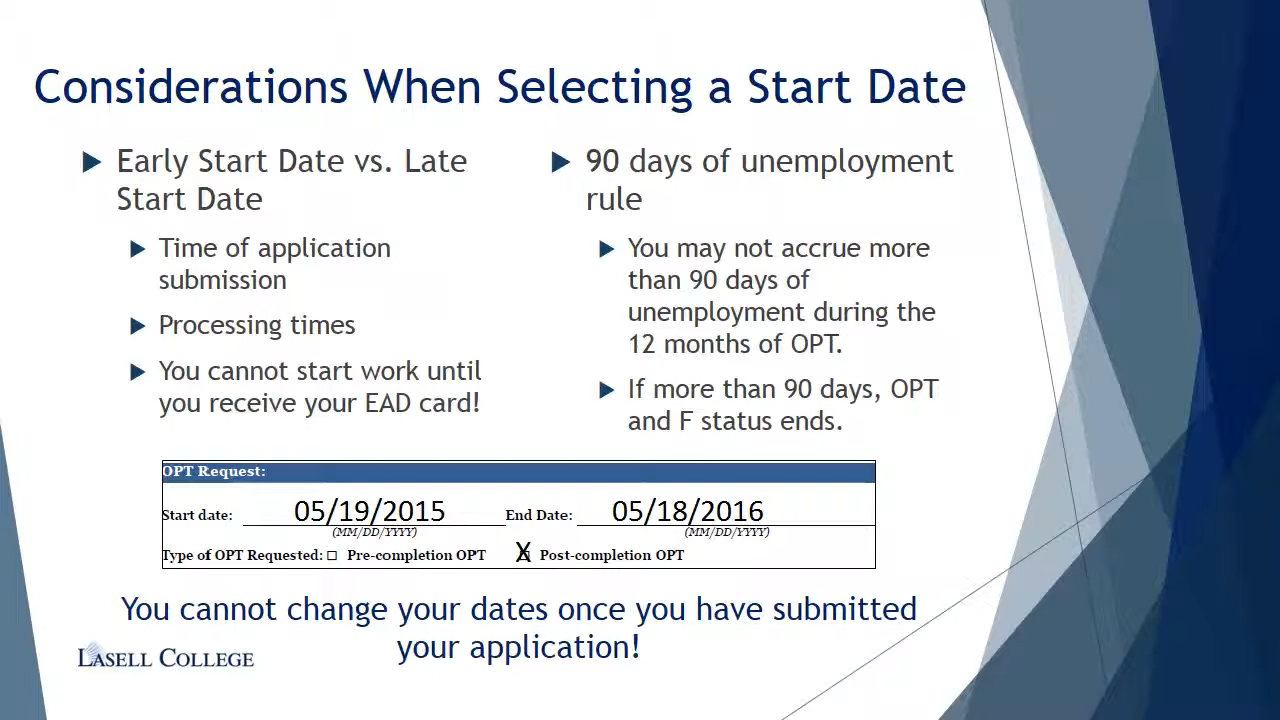 Considerations When Selecting a Start Date
Early Start Date vs. Late
Start Date
Time of application
submission
Processing times
You cannot start work until
you receive your EAD card!
90 days of unemployment
rule
You may not accrue more
than 90 days of
unemployment during the
12 months of OPT.
If more than 90 days, OPT
and F status ends.
OPT Request:
Start date: 05/19/2015 End Date: 05/18/2016
(MM/DD/YYYY) (MM/DD/YYYY)
Type of OPT Requested: □ Pre-completion OPT X □ Post-completion OPT
You cannot change your dates once you have submitted
your application!
LASELL COLLEGE